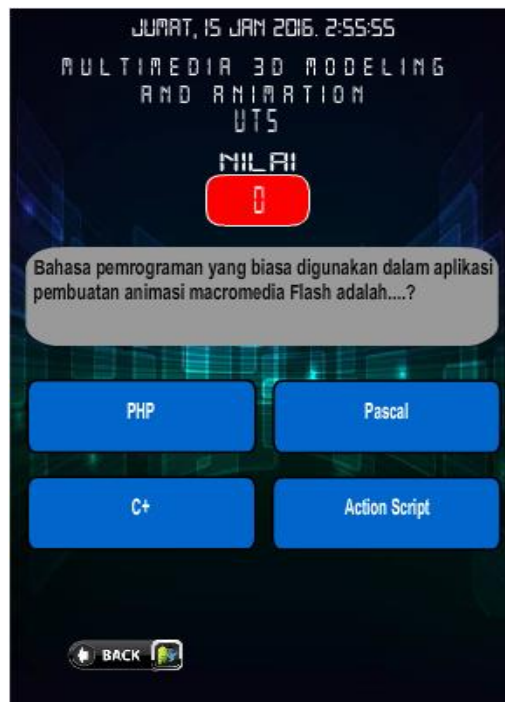 JUMAT, 15 JAN 2016. 2:55:55
MULTIMEDIA 3D MODELING
AND ANIMATION
UTS
NILAI
0
Bahasa pemrograman yang biasa digunakan dalam aplikasi
pembuatan animasi macromedia Flash adalah....?
PHP
Pascal
C+
Action Script
BACK